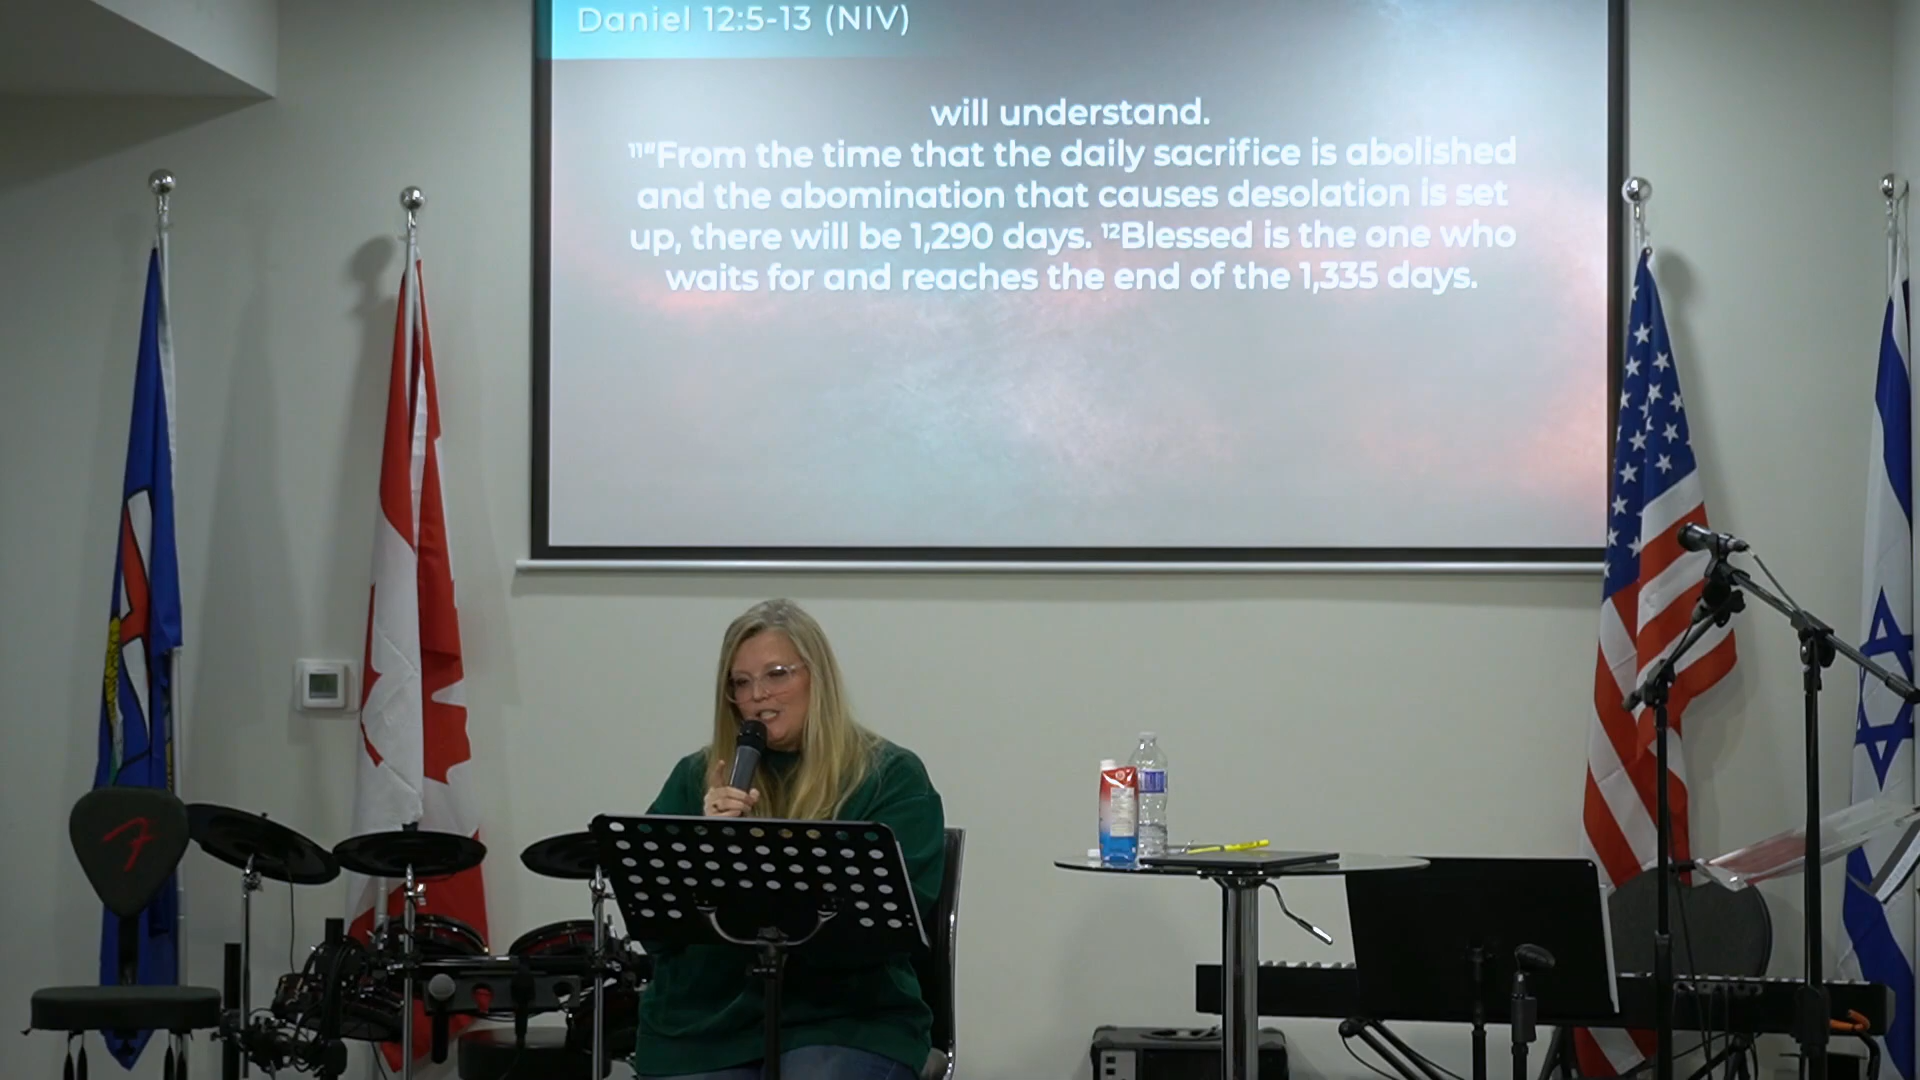 Daniel 12:5-13 (NIV)
will understand.
¹¹"From the time that the daily sacrifice is abolished
and the abomination that causes desolation is set
up, there will be 1,290 days. ¹²Blessed is the one who
waits for and reaches the end of the 1,335 days.